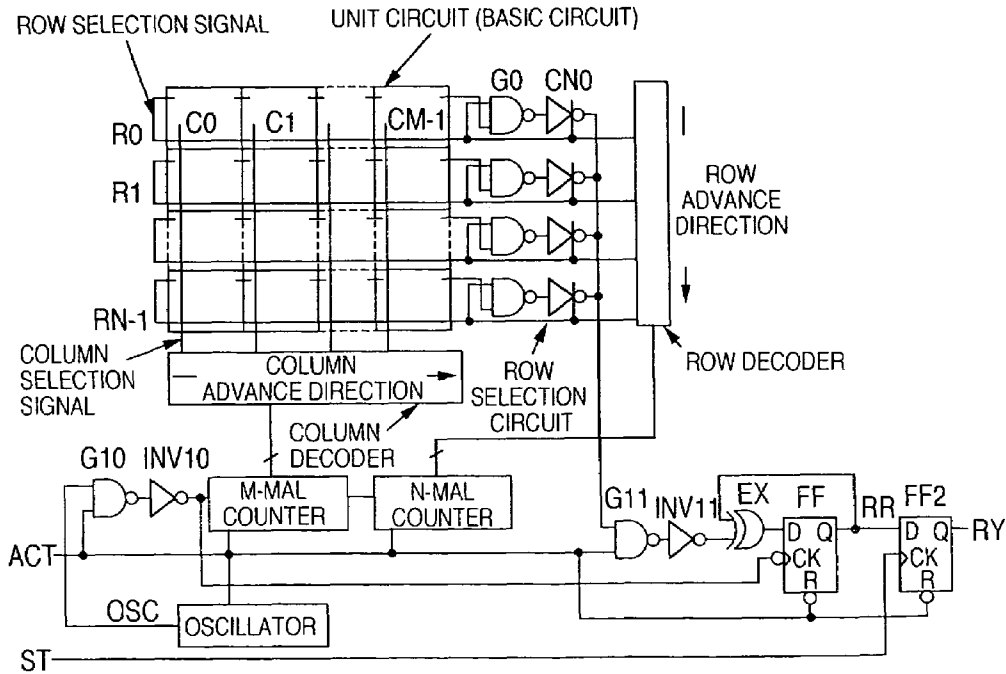 ROW SELECTION SIGNAL
UNIT CIRCUIT (BASIC CIRCUIT)
G0 CN0
C0 C1 CM-1
R0
R1
ROW
ADVANCE
DIRECTION
RN-1
COLUMN
SELECTION
SIGNAL
COLUMN
ADVANCE DIRECTION
ROW
SELECTION
CIRCUIT
ROW DECODER
COLUMN
DECODER
G10 INV10
M-MAL
COUNTER
N-MAL
COUNTER
G11 INV11 EX FF RR FF2
D Q
CK
R
D Q
CK
R
RY
ACT
OSC
OSCILLATOR
ST